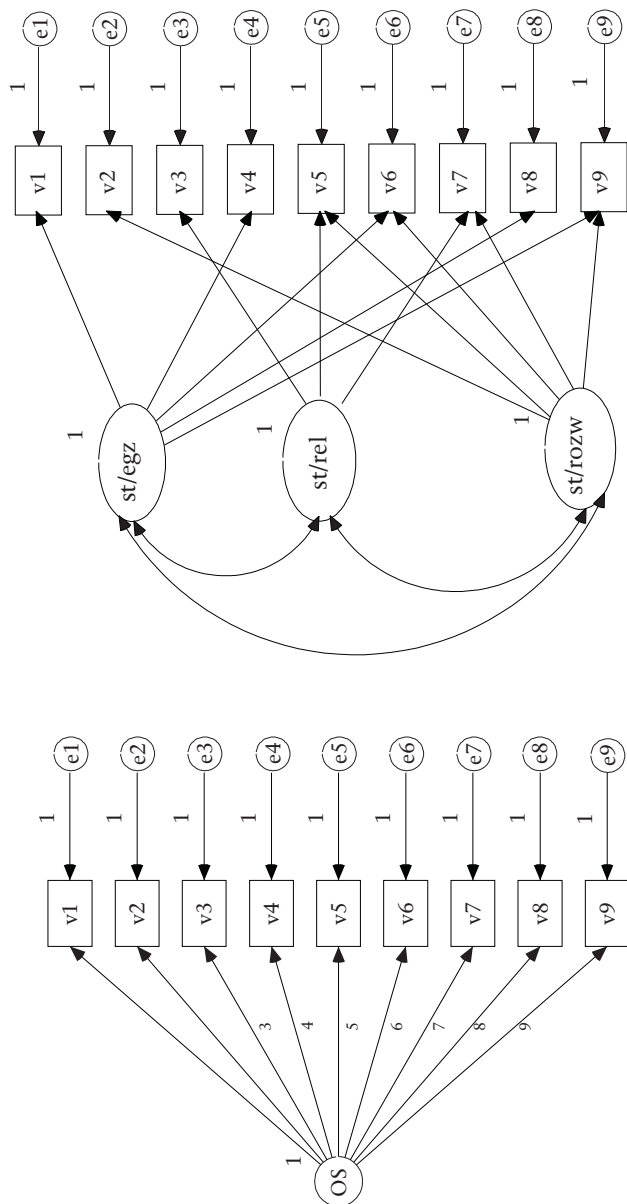 v1 1 e1
v2 1 e2
v3 1 e3
v4 1 e4
v5 1 e5
v6 1 e6
v7 1 e7
v8 1 e8
v9 1 e9
1
OS
3
4
5
6
7
8
9
1
st/egz
1
st/rel
1
st/rozw
v1 1 e1
v2 1 e2
v3 1 e3
v4 1 e4
v5 1 e5
v6 1 e6
v7 1 e7
v8 1 e8
v9 1 e9